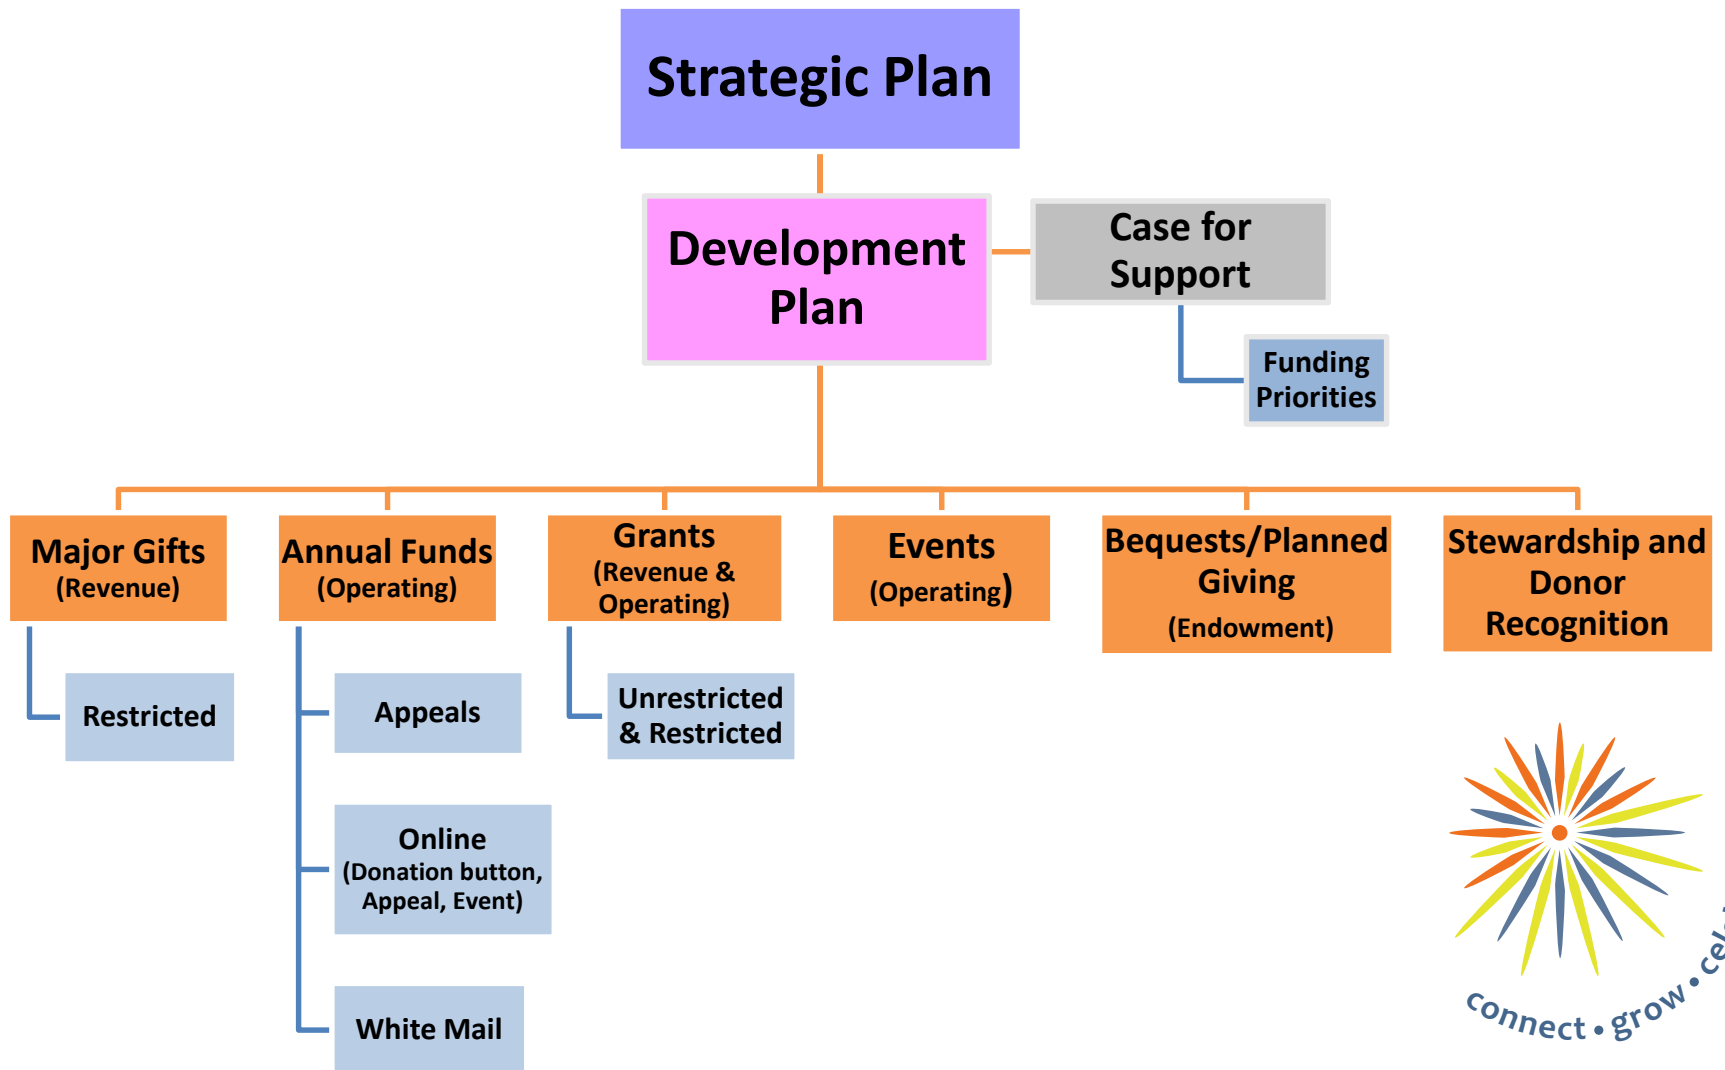 Strategic Plan
Development
Plan
Case for
Support
Funding
Priorities
Major Gifts
(Revenue)
Annual Funds
(Operating)
Grants
(Revenue &
Operating)
Events
(Operating)
Bequests/Planned
Giving
(Endowment)
Stewardship and
Donor
Recognition
Restricted
Appeals
Unrestricted
& Restricted
Online
(Donation button,
Appeal, Event)
White Mail
connect • grow •